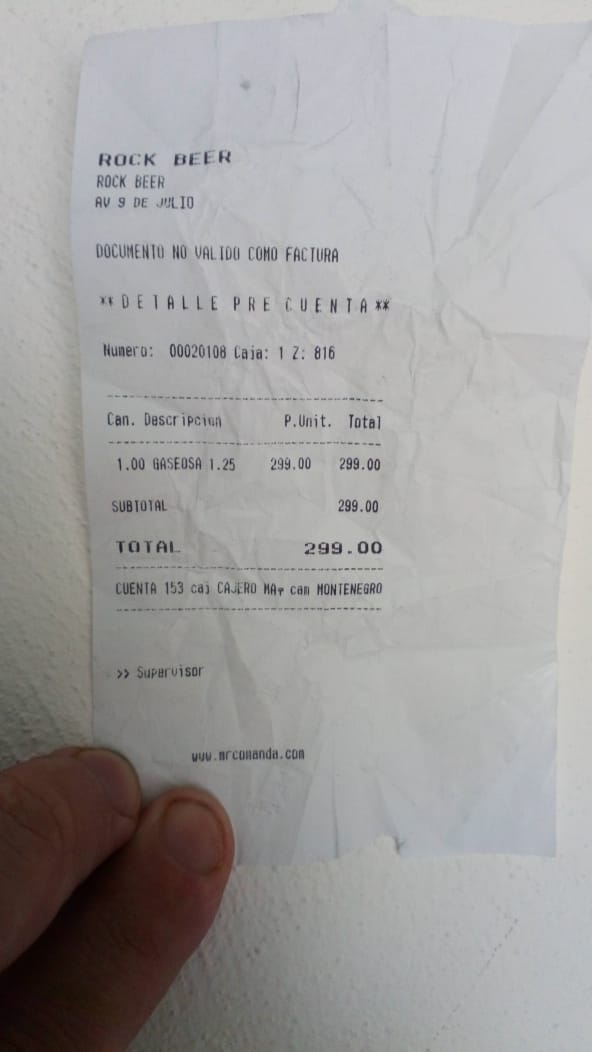 ROCK BEER
ROCK BEER
AV 9 DE JULIO
DOCUMENTO NO VALIDO COMO FACTURA
**DETALLE PRE CUENTA**
Numero: 00020108 Caja: 1 Z: 816
Can. Descripcion P.Unit. Total
1.00 GASEOSA 1.25 299.00 299.00
SUBTOTAL 299.00
TOTAL 299.00
CUENTA 153 caj CAJERO cam MONTENEGRO
>> Supervisor
www.mrcomanda.com